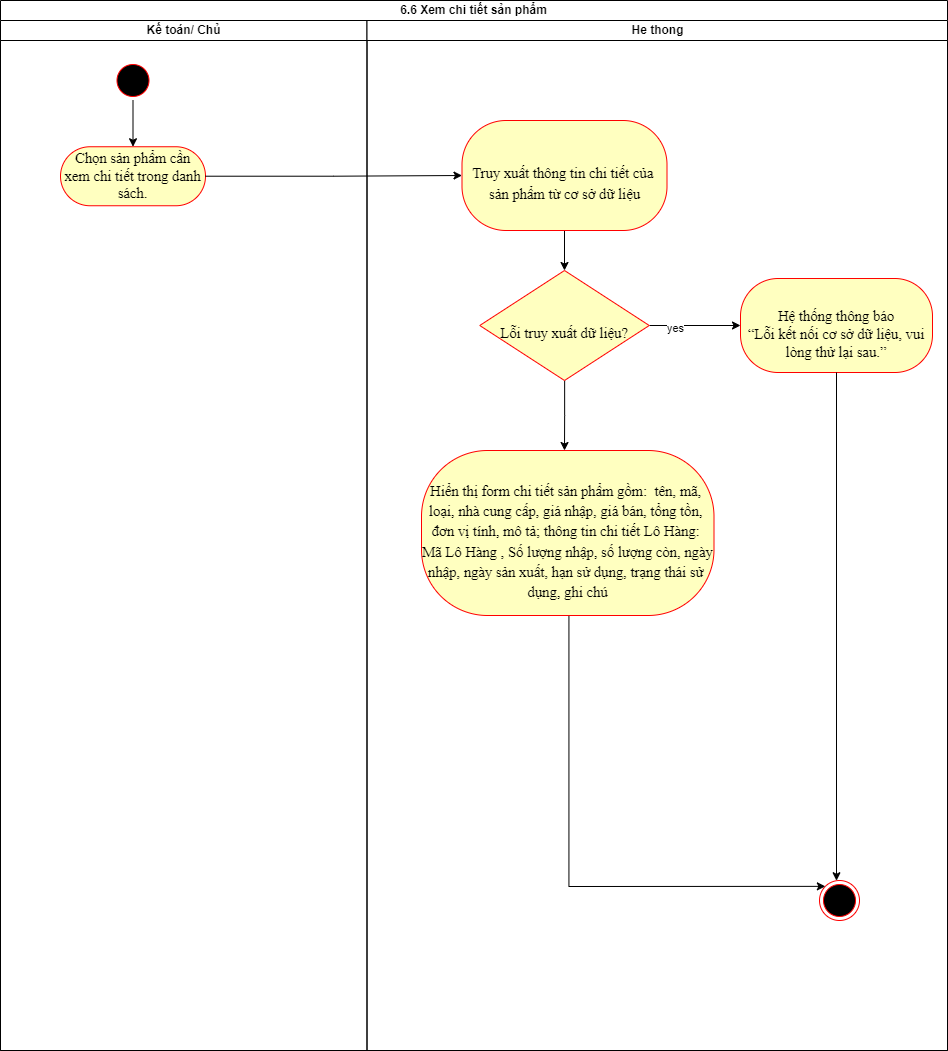 6.6 Xem chi tiết sản phẩm
Kế toán/ Chủ
He thong
Chọn sản phẩm cần
xem chi tiết trong danh
sách.
Truy xuất thông tin chi tiết của
sản phẩm từ cơ sở dữ liệu
Lỗi truy xuất dữ liệu?
yes
Hệ thống thông báo
“Lỗi kết nối cơ sở dữ liệu, vui
lòng thử lại sau.”
Hiển thị form chi tiết sản phẩm gồm:  tên, mã,
loại, nhà cung cấp, giá nhập, giá bán, tổng tồn,
đơn vị tính, mô tả; thông tin chi tiết Lô Hàng:
Mã Lô Hàng , Số lượng nhập, số lượng còn, ngày
nhập, ngày sản xuất, hạn sử dụng, trạng thái sử
dụng, ghi chú